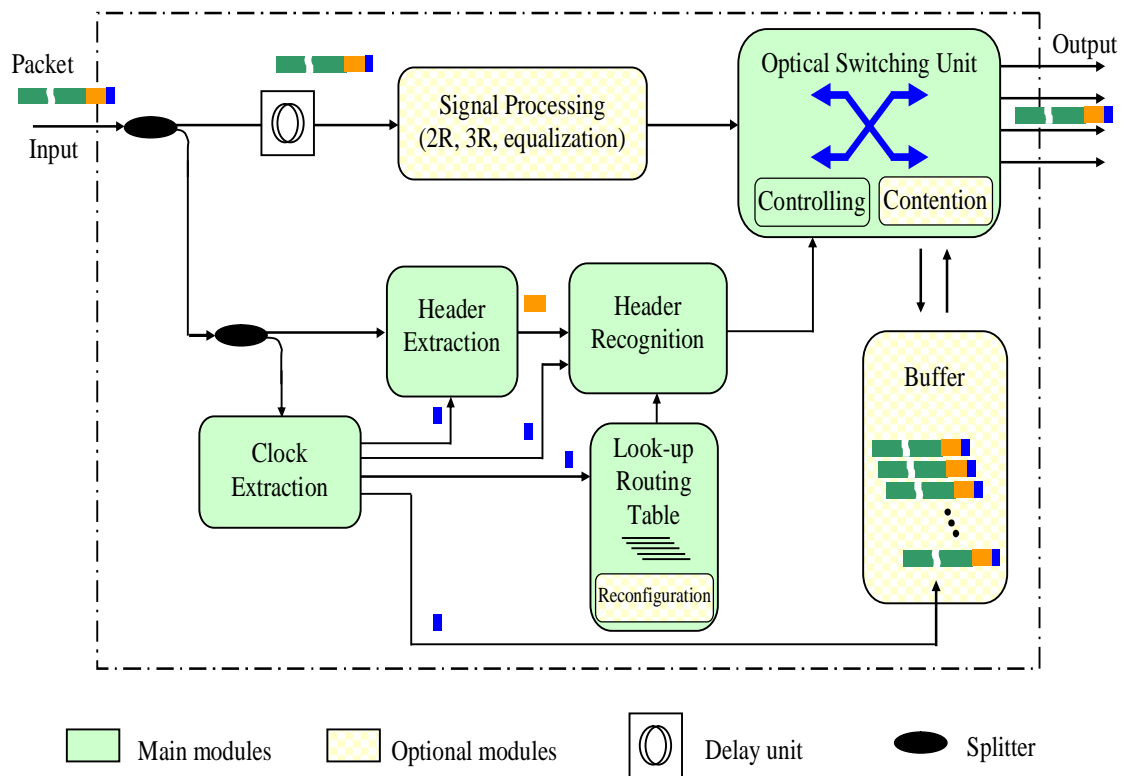 Packet
Input
Signal Processing
(2R, 3R, equalization)
Optical Switching Unit
Controlling
Contention
Output
Header
Extraction
Header
Recognition
Clock
Extraction
Look-up
Routing
Table
Reconfiguration
Buffer
Main modules
Optional modules
Delay unit
Splitter